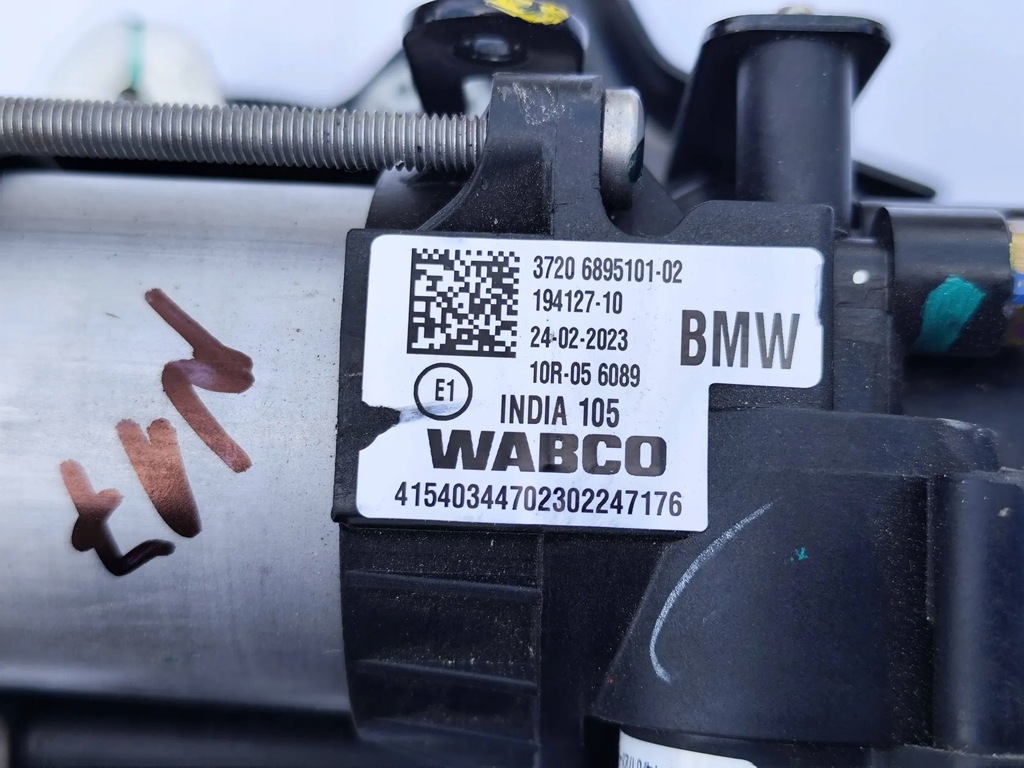 3720 6895101-02
194127-10
24-02-2023
BMW
10R-05 6089
E1
INDIA 105
WABCO
41540344702302247176